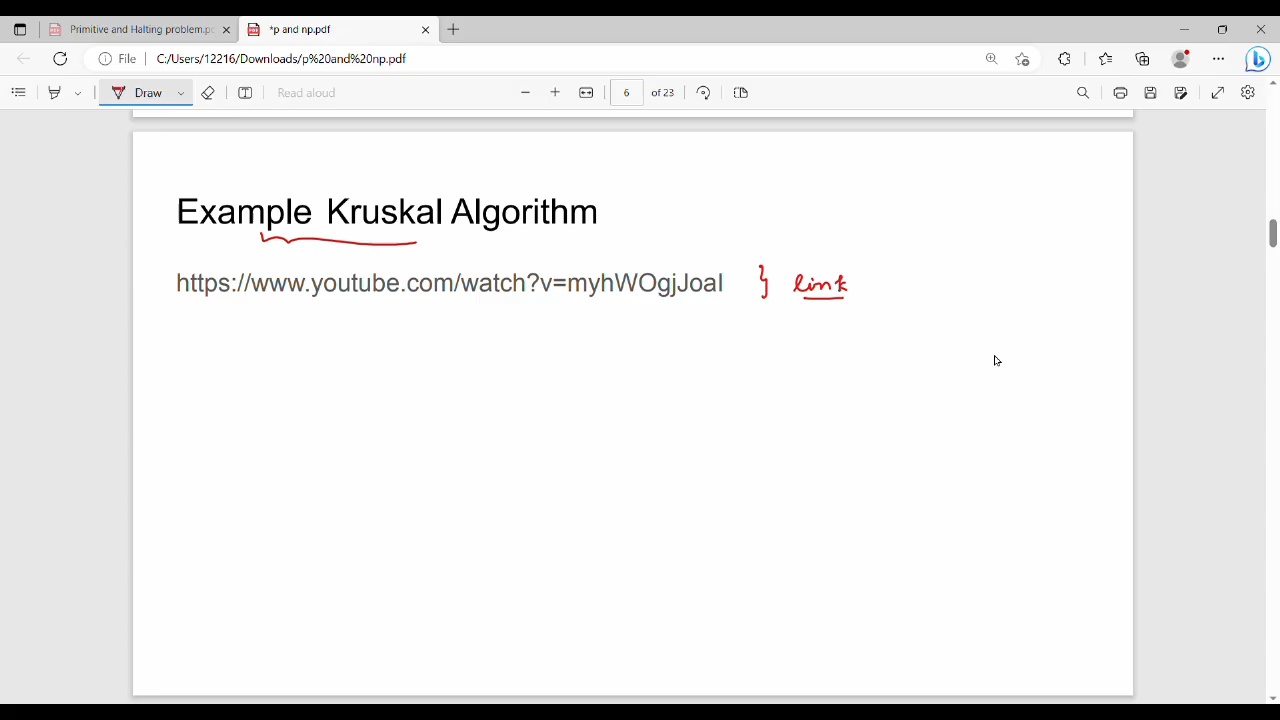 Primitive and Halting problem.pc
*p and np.pdf
File
C:/Users/12216/Downloads/p%20and%20np.pdf
Draw
Read aloud
6 of 23
Example Kruskal Algorithm
https://www.youtube.com/watch?v=myhWOgjJoaI } link